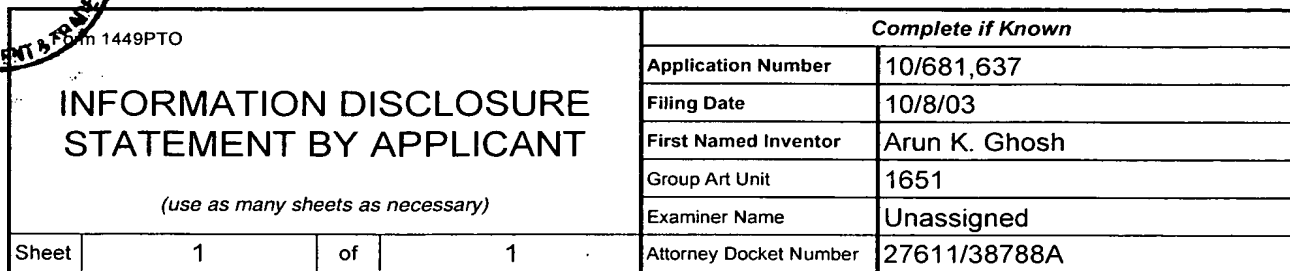 1449PTO
INFORMATION DISCLOSURE
STATEMENT BY APPLICANT
(use as many sheets as necessary)
Sheet 1 of 1
Complete if Known
Application Number 10/681,637
Filing Date 10/8/03
First Named Inventor Arun K. Ghosh
Group Art Unit 1651
Examiner Name Unassigned
Attorney Docket Number 27611/38788A